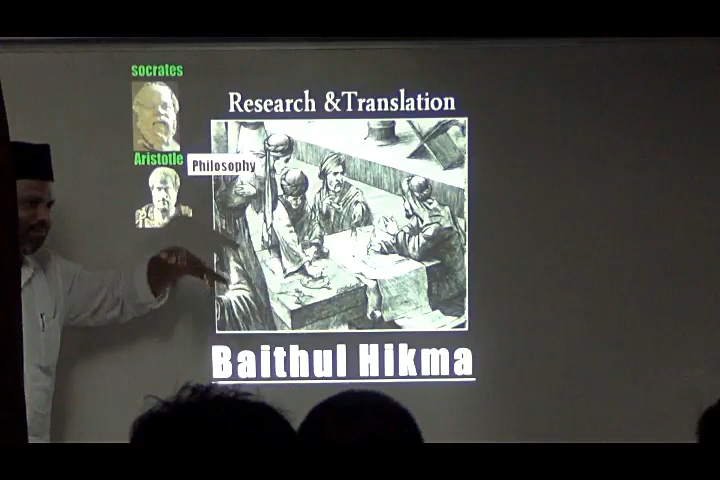 socrates
Research &Translation
Aristotle
Philosophy
Baithul Hikma